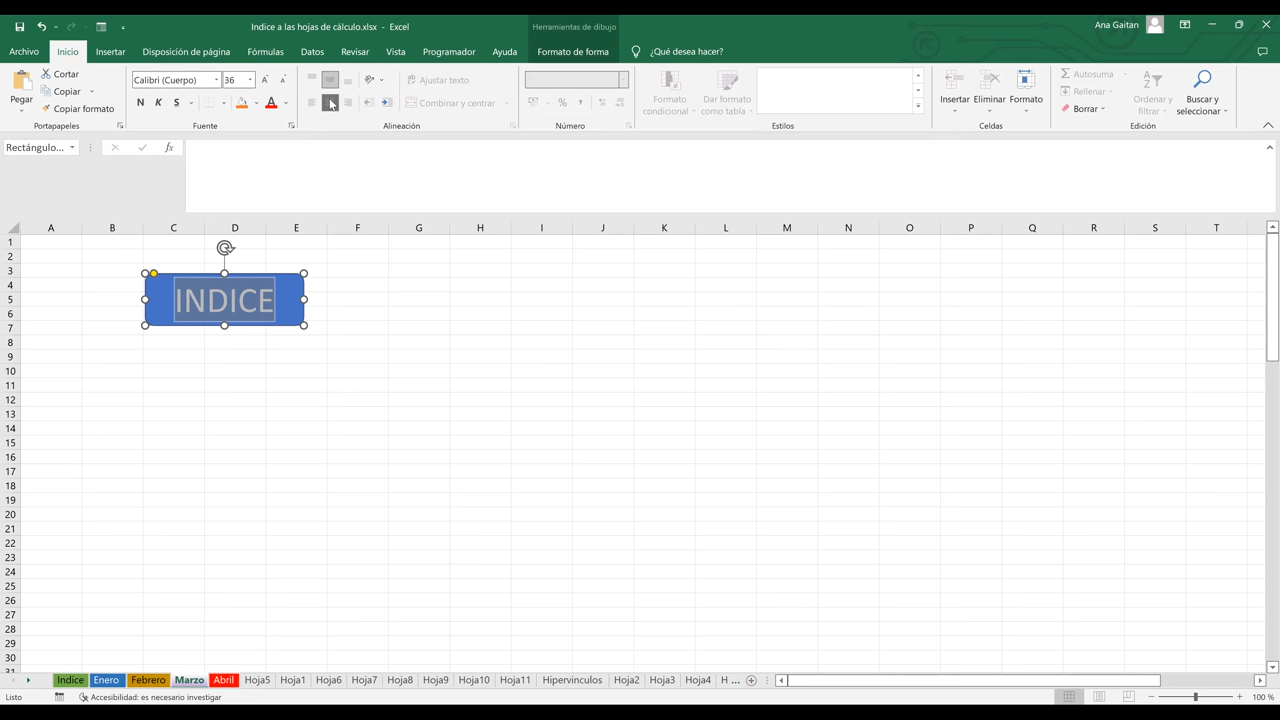 Indice a las hojas de cálculo.xlsx - Excel
Herramientas de dibujo
Ana Gaitan
Archivo Inicio Insertar Disposición de página Fórmulas Datos Revisar Vista Programador Ayuda Formato de forma ¿Qué desea hacer?
Pegar
Cortar
Copiar
Copiar formato
Portapapeles
Calibri (Cuerpo) 36
N K S
Fuente
Ajustar texto
Combinar y centrar
Alineación
% 000
Número
Formato condicional
Dar formato como tabla
Estilos
Insertar Eliminar Formato
Celdas
Autosuma
Rellenar
Borrar
Ordenar y filtrar
Buscar y seleccionar
Edición
Rectángulo... fx
A B C D E F G H I J K L M N O P Q R S T
1
2
3
4
5
6
7
8
9
10
11
12
13
14
15
16
17
18
19
20
21
22
23
24
25
26
27
28
29
30
31
INDICE
Indice Enero Febrero Marzo Abril Hoja5 Hoja1 Hoja6 Hoja7 Hoja8 Hoja9 Hoja10 Hoja11 Hipervínculos Hoja2 Hoja3 Hoja4 H ...
Listo Accesibilidad: es necesario investigar 100 %